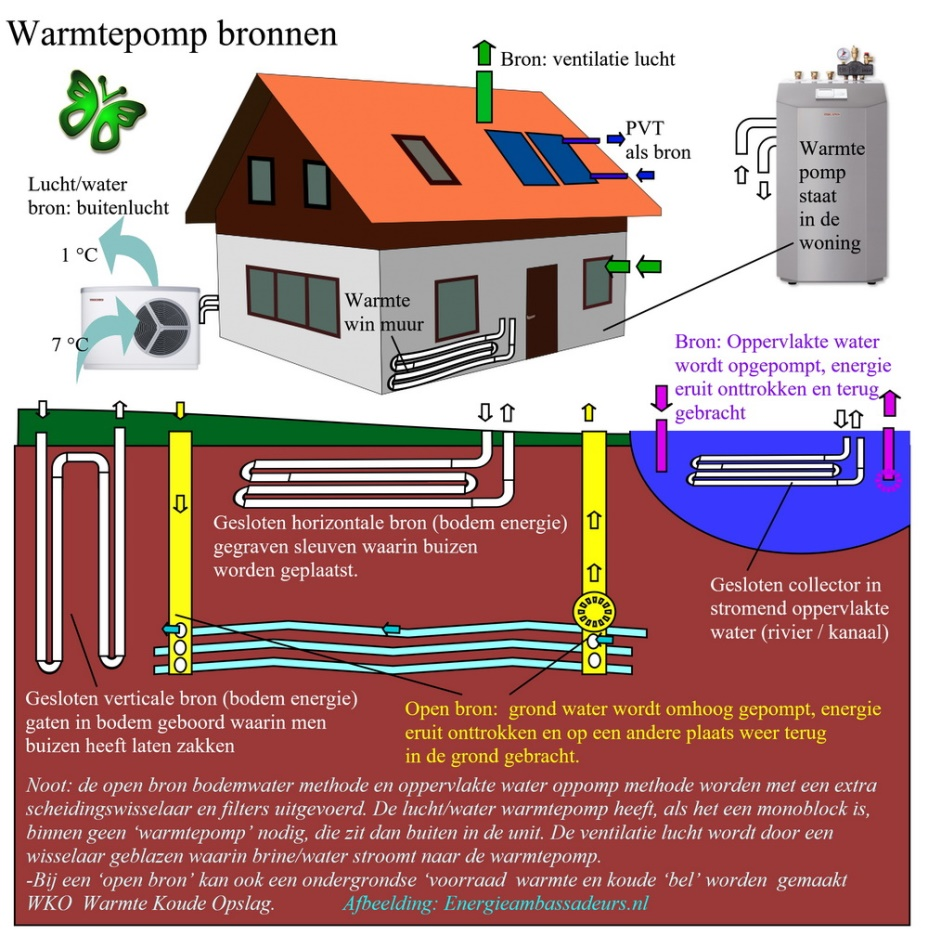 Warmtepomp bronnen
Bron: ventilatie lucht
PVT
als bron
Lucht/water
bron: buitenlucht
1 °C
7 °C
Warmte
pomp
staat
in de
woning
Warmte
win muur
Bron: Oppervlakte water
wordt opgepompt, energie
eruit onttrokken en terug
gebracht
Gesloten horizontale bron (bodem energie)
gegraven sleuven waarin buizen
worden geplaatst.
Gesloten collector in
stromend oppervlakte
water (rivier / kanaal)
Gesloten verticale bron (bodem energie)
gaten in bodem geboord waarin men
buizen heeft laten zakken
Open bron:  grond water wordt omhoog gepompt, energie
eruit onttrokken en op een andere plaats weer terug
in de grond gebracht.
Noot: de open bron bodemwater methode en oppervlakte water oppomp methode worden met een extra
scheidingswisselaar en filters uitgevoerd. De lucht/water warmtepomp heeft, als het een monoblock is,
binnen geen ‘warmtepomp’ nodig, die zit dan buiten in de unit. De ventilatie lucht wordt door een
wisselaar geblazen waarin brine/water stroomt naar de warmtepomp.
-Bij een ‘open bron’ kan ook een ondergrondse ‘voorraad  warmte en koude ‘bel’ worden  gemaakt
WKO  Warmte Koude Opslag.
Afbeelding: Energieambassadeurs.nl